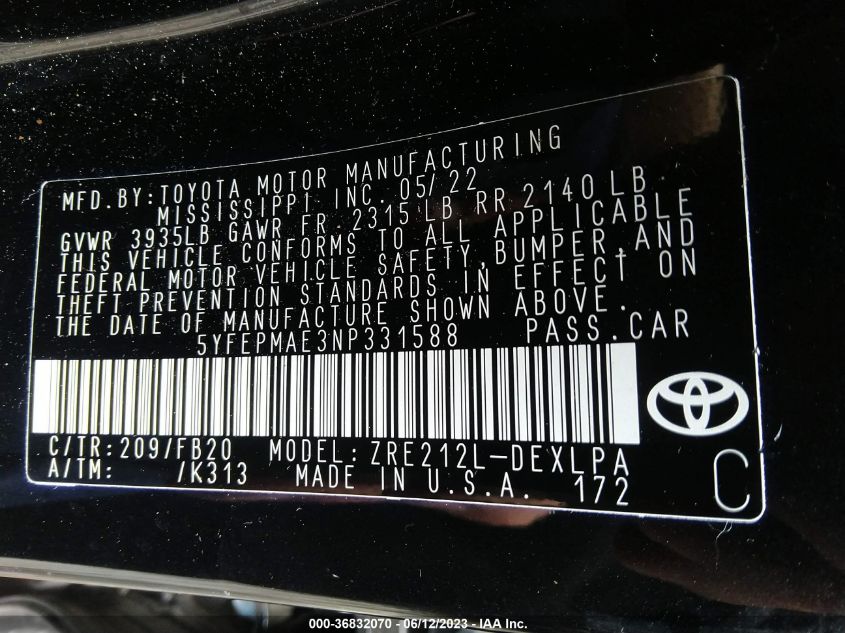 MFD. BY: TOYOTA MOTOR MANUFACTURING
MISSISSIPPI INC. 05/22
GVWR 3935LB GAWR FR. 2315 LB RR 2140LB
THIS VEHICLE CONFORMS TO ALL APPLICABLE
FEDERAL MOTOR VEHICLE SAFETY, BUMPER, AND
THEFT PREVENTION STANDARDS IN EFFECT ON
THE DATE OF MANUFACTURE SHOWN ABOVE.
5YFEPMAE3NP331588 PASS. CAR
C/TR: 209/FB20 MODEL: ZRE212L-DEXLPA
A/TM: /K313 MADE IN U.S.A. 172 C
000-36832070 - 06/12/2023 - IAA Inc.